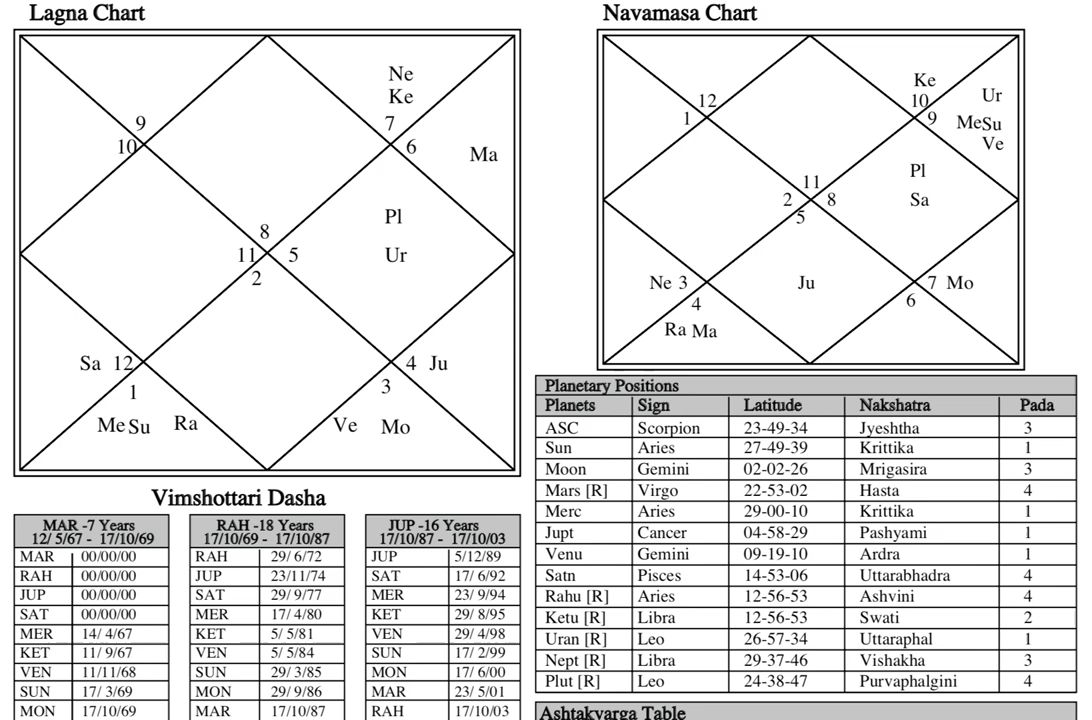 Lagna Chart
Ne
Ke
7
6
Ma
9
10
Pl
Ur
8
11 5
2
Sa 12
1
Me Su Ra
4 Ju
3
Ve Mo
Navamasa Chart
12
1
Ke
10
9
Ur
MeSu
Ve
Pl
Sa
11
2 8
5
Ne 3
4
Ra Ma
Ju
7 Mo
6
Vimshottari Dasha
MAR -7 Years
12/ 5/67 - 17/10/69
MAR 00/00/00
RAH 00/00/00
JUP 00/00/00
SAT 00/00/00
MER 14/ 4/67
KET 11/ 9/67
VEN 11/11/68
SUN 17/ 3/69
MON 17/10/69
RAH -18 Years
17/10/69 - 17/10/87
RAH 29/ 6/72
JUP 23/11/74
SAT 29/ 9/77
MER 17/ 4/80
KET 5/ 5/81
VEN 5/ 5/84
SUN 29/ 3/85
MON 29/ 9/86
MAR 17/10/87
JUP -16 Years
17/10/87 - 17/10/03
JUP 5/12/89
SAT 17/ 6/92
MER 23/ 9/94
KET 29/ 8/95
VEN 29/ 4/98
SUN 17/ 2/99
MON 17/ 6/00
MAR 23/ 5/01
RAH 17/10/03
Planetary Positions
Planets Sign Latitude Nakshatra Pada
ASC Scorpion 23-49-34 Jyeshtha 3
Sun Aries 27-49-39 Krittika 1
Moon Gemini 02-02-26 Mrigasira 3
Mars [R] Virgo 22-53-02 Hasta 4
Merc Aries 29-00-10 Krittika 1
Jupt Cancer 04-58-29 Pashyami 1
Venu Gemini 09-19-10 Ardra 1
Satn Pisces 14-53-06 Uttarabhadra 4
Rahu [R] Aries 12-56-53 Ashvini 4
Ketu [R] Libra 12-56-53 Swati 2
Uran [R] Leo 26-57-34 Uttaraphal 1
Nept [R] Libra 29-37-46 Vishakha 3
Plut [R] Leo 24-38-47 Purvaphalgini 4
Ashtakvarga Table